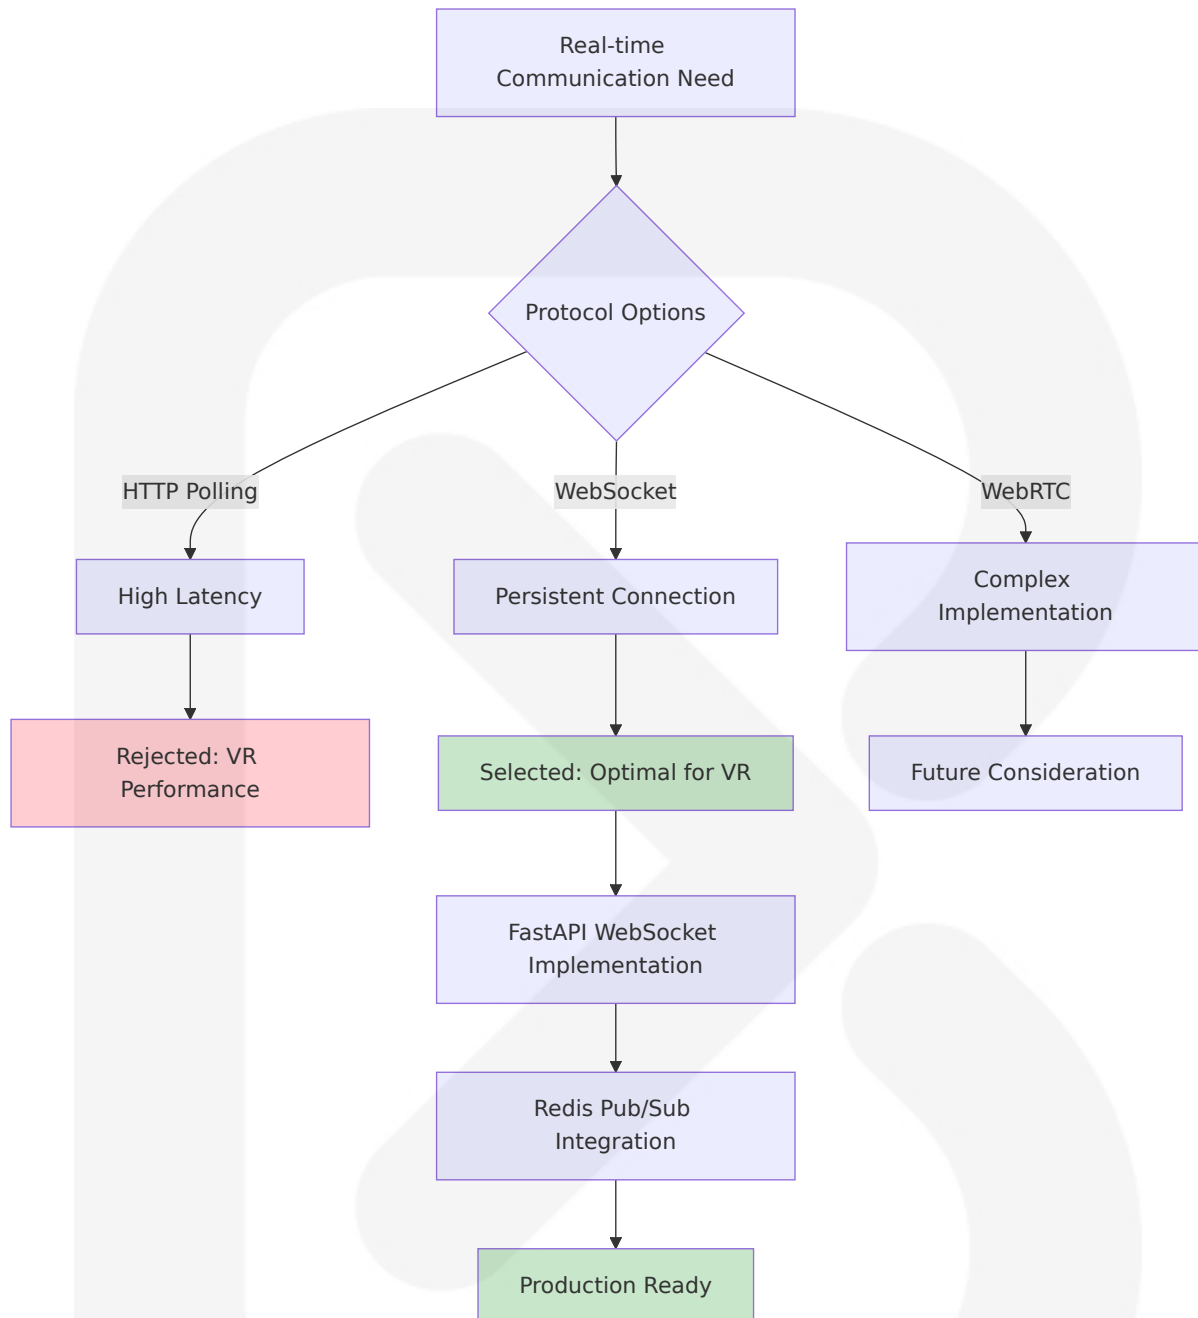 Real-time
Communication Need
Protocol Options
HTTP Polling
WebSocket
WebRTC
High Latency
Persistent Connection
Complex
Implementation
Rejected: VR
Performance
Selected: Optimal for VR
Future Consideration
FastAPI WebSocket
Implementation
Redis Pub/Sub
Integration
Production Ready